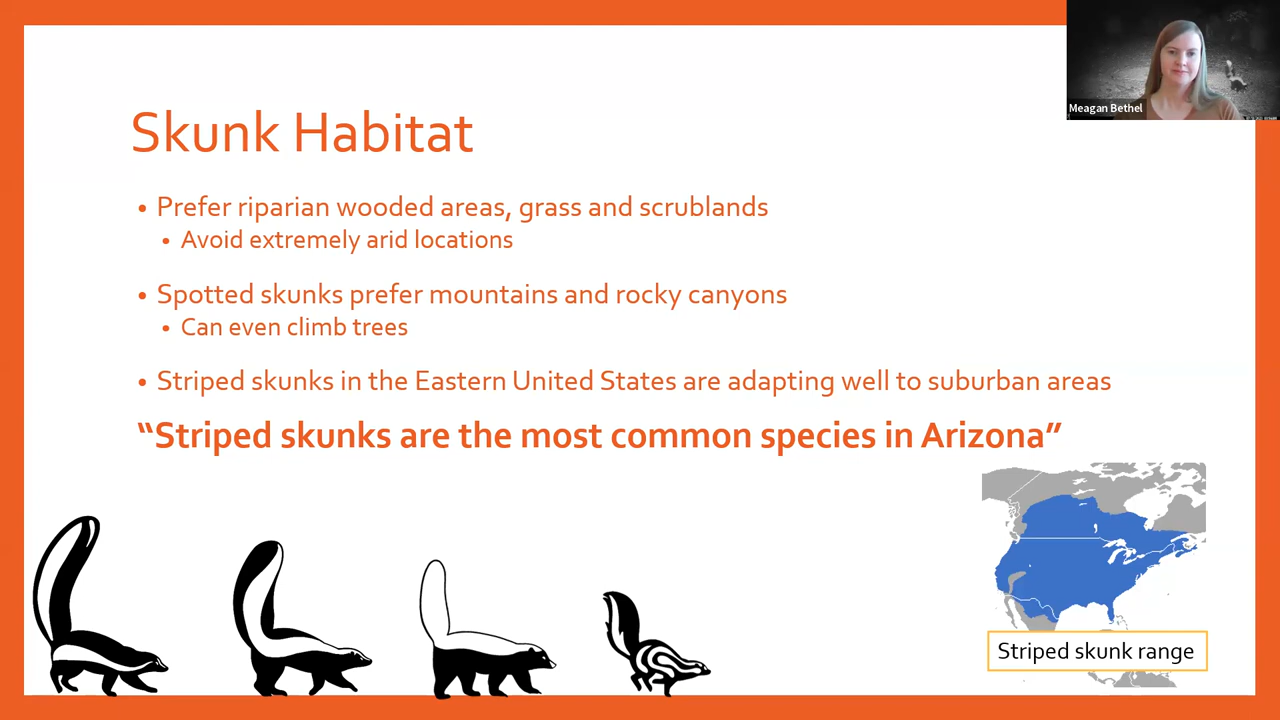 Meagan Bethel
Skunk Habitat
• Prefer riparian wooded areas, grass and scrublands
• Avoid extremely arid locations
• Spotted skunks prefer mountains and rocky canyons
• Can even climb trees
• Striped skunks in the Eastern United States are adapting well to suburban areas
“Striped skunks are the most common species in Arizona”
Striped skunk range